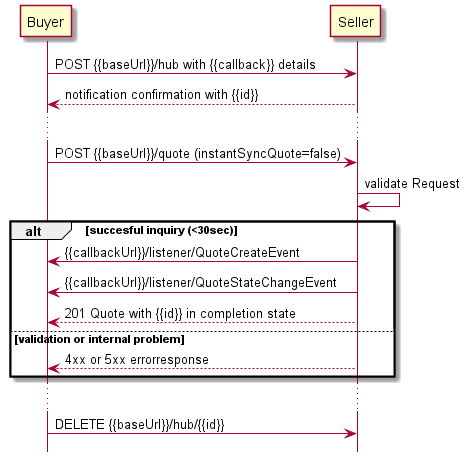 Buyer
Seller
POST {{baseUrl}}/hub with {{callback}} details
notification confirmation with {{id}}
POST {{baseUrl}}/quote (instantSyncQuote=false)
validate Request
alt
[succesful inquiry (<30sec)]
{{callbackUrl}}/listener/QuoteCreateEvent
{{callbackUrl}}/listener/QuoteStateChangeEvent
201 Quote with {{id}} in completion state
[validation or internal problem]
4xx or 5xx errorresponse
DELETE {{baseUrl}}/hub/{{id}}